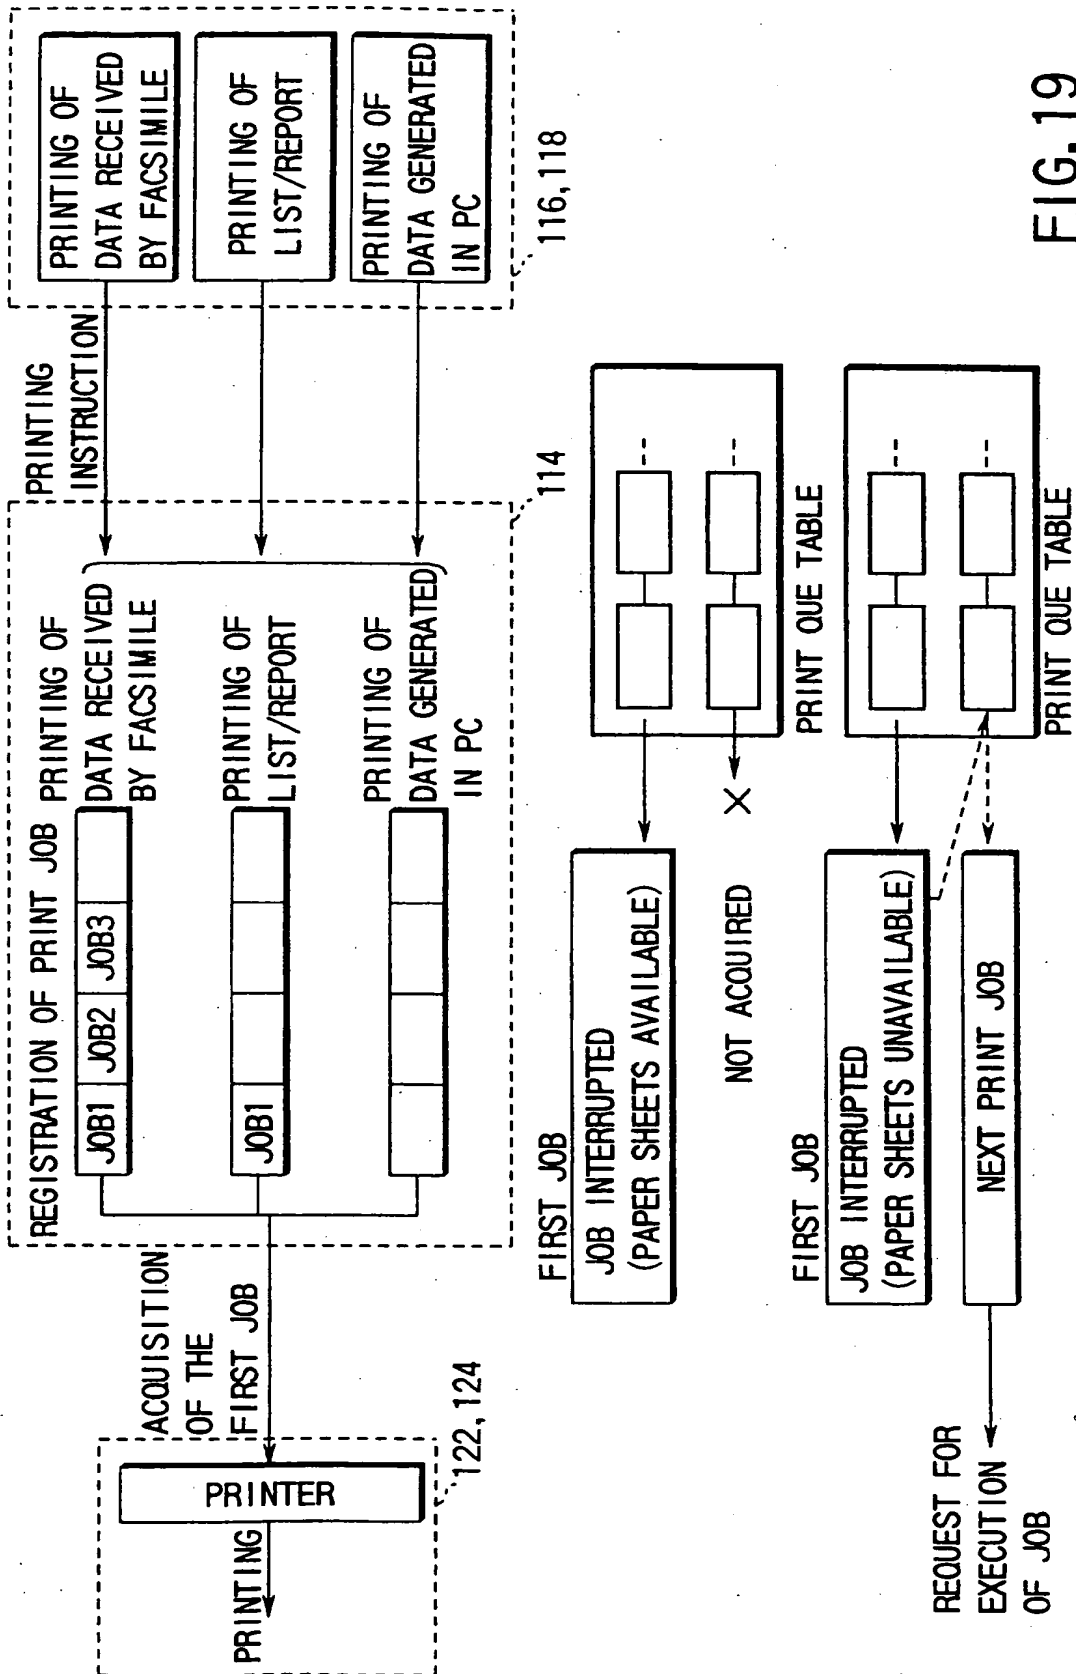 PRINTING
PRINTER
122,124
ACQUISITION
OF THE
FIRST JOB
REGISTRATION OF PRINT JOB
JOB1 JOB2 JOB3
PRINTING OF
DATA RECEIVED
BY FACSIMILE
JOB1
PRINTING OF
LIST/REPORT
PRINTING OF
DATA GENERATED
IN PC
114
PRINTING
INSTRUCTION
PRINTING OF
DATA RECEIVED
BY FACSIMILE
PRINTING OF
LIST/REPORT
PRINTING OF
DATA GENERATED
IN PC
116,118
FIRST JOB
JOB INTERRUPTED
(PAPER SHEETS AVAILABLE)
NOT ACQUIRED
×
PRINT QUE TABLE
FIRST JOB
JOB INTERRUPTED
(PAPER SHEETS UNAVAILABLE)
NEXT PRINT JOB
PRINT QUE TABLE
REQUEST FOR
EXECUTION
OF JOB
FIG.19